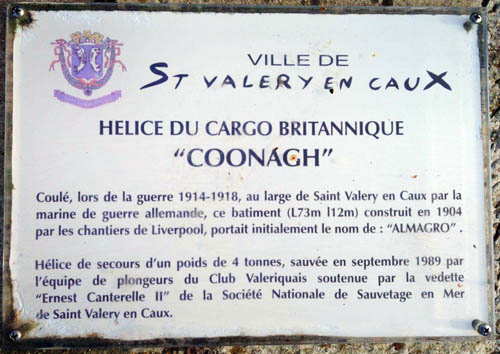 VILLE DE
ST VALERY EN CAUX
HELICE DU CARGO BRITANNIQUE
“COONAGH”
Coulé, lors de la guerre 1914-1918, au large de Saint Valery en Caux par la
marine de guerre allemande, ce batiment (L73m l12m) construit en 1904
par les chantiers de Liverpool, portait initialement le nom de : “ALMAGRO” .
Hélice de secours d’un poids de 4 tonnes, sauvée en septembre 1989 par
l’équipe de plongeurs du Club Valeriquais soutenue par la vedette
“Ernest Canterelle II” de la Société Nationale de Sauvetage en Mer
de Saint Valery en Caux.